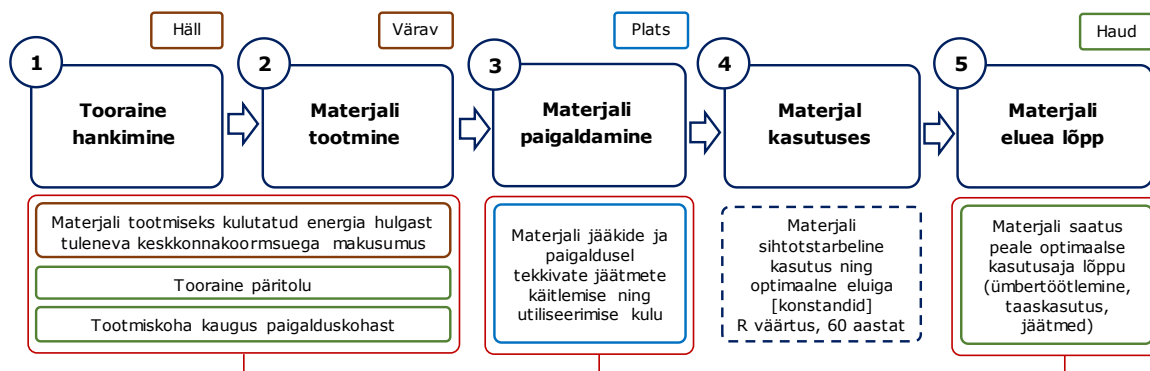 Häll
Värav
Plats
Haud
1
2
3
4
5
Tooraine
hankimine
Materjali
tootmine
Materjali
paigaldamine
Materjal
kasutuses
Materjali
eluea lõpp
Materjali tootmiseks kulutatud energia hulgast
tuleneva keskkonnakoormsuega makusumus
Tooraine päritolu
Tootmiskoha kaugus paigalduskohast
Materjali jääkide ja
paigaldusel
tekkivate jäätmete
käitlemise ning
utiliseerimise kulu
Materjali
sihtotstarbeline
kasutus ning
optimaalne eluiga
[konstandid]
R väärtus, 60 aastat
Materjali saatus
peale optimaalse
kasutusaja lõppu
(ümbertöötlemine,
taaskasutus,
jäätmed)